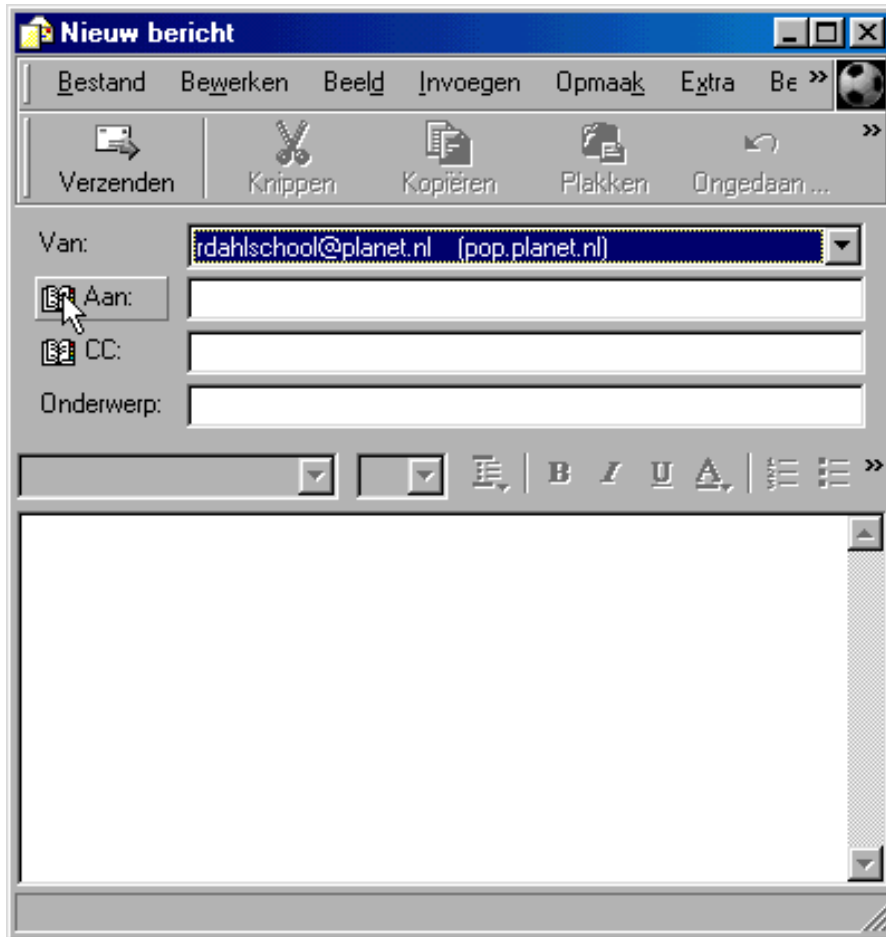 Nieuw bericht
Bestand Bewerken Beeld Invoegen Opmaak Extra Be »
Verzenden Knippen Kopiëren Plakken Ongedaan ... »
Van: rdahlschool@planet.nl (pop.planet.nl)
Aan:
CC:
Onderwerp:
B I U A »